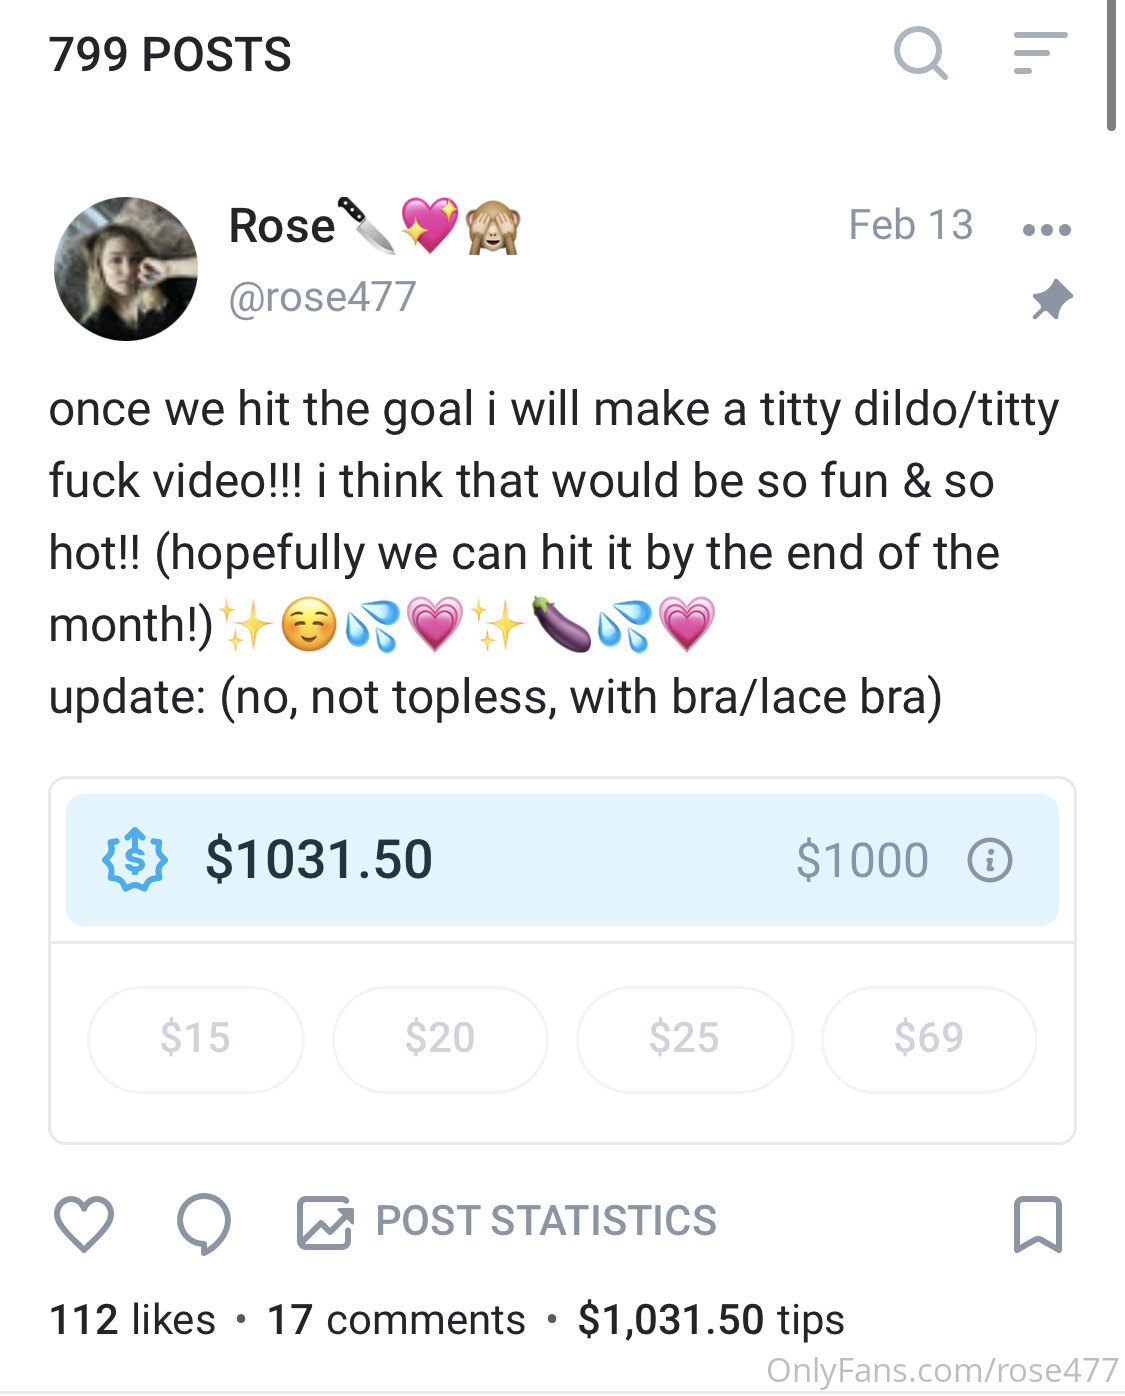 799 POSTS
Rose🔪💖🙈
Feb 13
@rose477
once we hit the goal i will make a titty dildo/titty
fuck video!!! i think that would be so fun & so
hot!! (hopefully we can hit it by the end of the
month!)✨☺️💦💗✨🍆💦💗
update: (no, not topless, with bra/lace bra)
$1031.50 $1000
$15 $20 $25 $69
POST STATISTICS
112 likes • 17 comments • $1,031.50 tips
OnlyFans.com/rose477